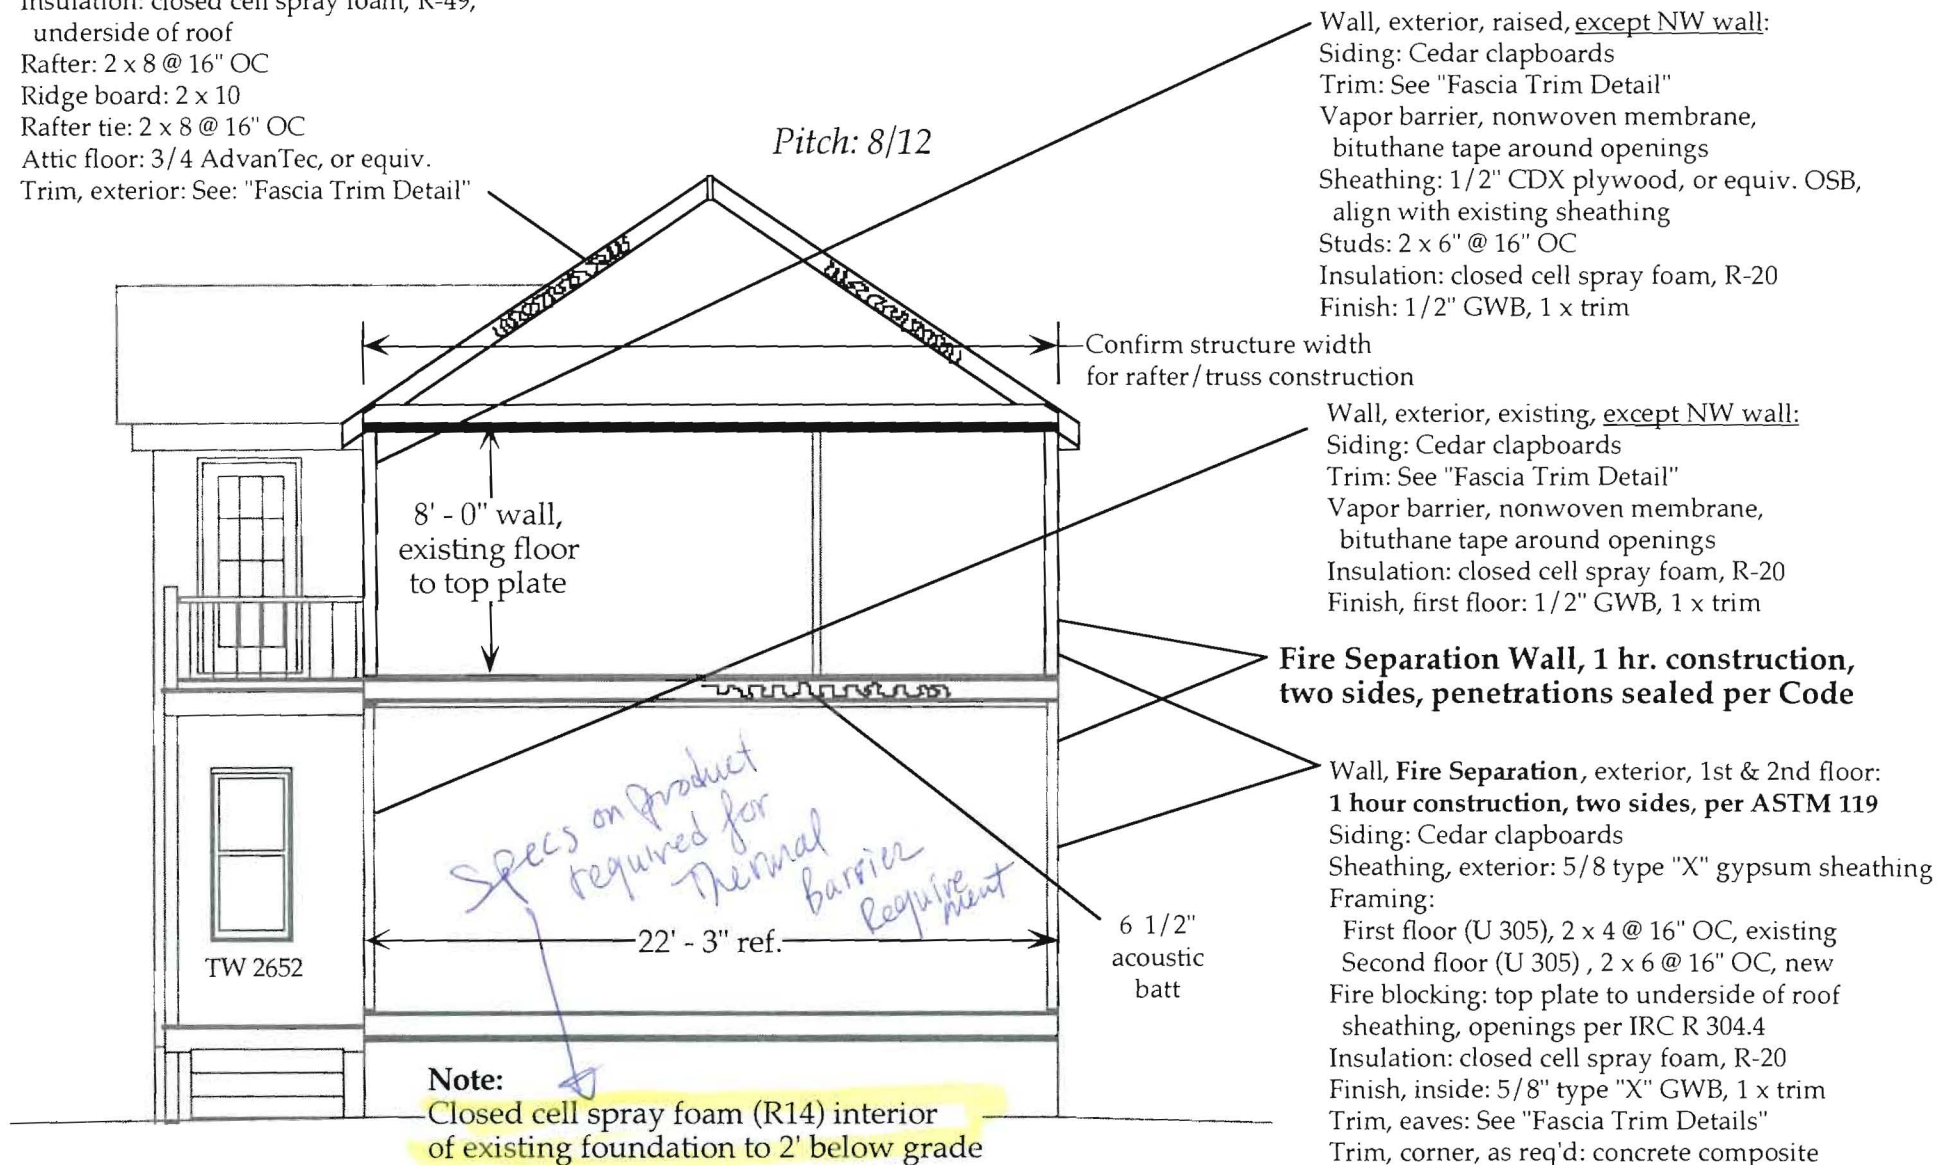 Insulation: closed cell spray foam, R-49,
underside of roof
Rafter: 2 x 8 @ 16" OC
Ridge board: 2 x 10
Rafter tie: 2 x 8 @ 16" OC
Attic floor: 3/4 AdvanTec, or equiv.
Trim, exterior: See: "Fascia Trim Detail"
Pitch: 8/12
Wall, exterior, raised, except NW wall:
Siding: Cedar clapboards
Trim: See "Fascia Trim Detail"
Vapor barrier, nonwoven membrane,
bituthane tape around openings
Sheathing: 1/2" CDX plywood, or equiv. OSB,
align with existing sheathing
Studs: 2 x 6" @ 16" OC
Insulation: closed cell spray foam, R-20
Finish: 1/2" GWB, 1 x trim
Confirm structure width
for rafter/truss construction
Wall, exterior, existing, except NW wall:
Siding: Cedar clapboards
Trim: See "Fascia Trim Detail"
Vapor barrier, nonwoven membrane,
bituthane tape around openings
Insulation: closed cell spray foam, R-20
Finish, first floor: 1/2" GWB, 1 x trim
8' - 0" wall,
existing floor
to top plate
Fire Separation Wall, 1 hr. construction,
two sides, penetrations sealed per Code
Wall, Fire Separation, exterior, 1st & 2nd floor:
1 hour construction, two sides, per ASTM 119
Siding: Cedar clapboards
Sheathing, exterior: 5/8 type "X" gypsum sheathing
Framing:
First floor (U 305), 2 x 4 @ 16" OC, existing
Second floor (U 305) , 2 x 6 @ 16" OC, new
Fire blocking: top plate to underside of roof
sheathing, openings per IRC R 304.4
Insulation: closed cell spray foam, R-20
Finish, inside: 5/8" type "X" GWB, 1 x trim
Trim, eaves: See "Fascia Trim Details"
Trim, corner, as req'd: concrete composite
Specs on product
required for
Thermal
Barrier
Require
ment
22' - 3" ref.
6 1/2"
acoustic
batt
TW 2652
Note:
Closed cell spray foam (R14) interior
of existing foundation to 2' below grade